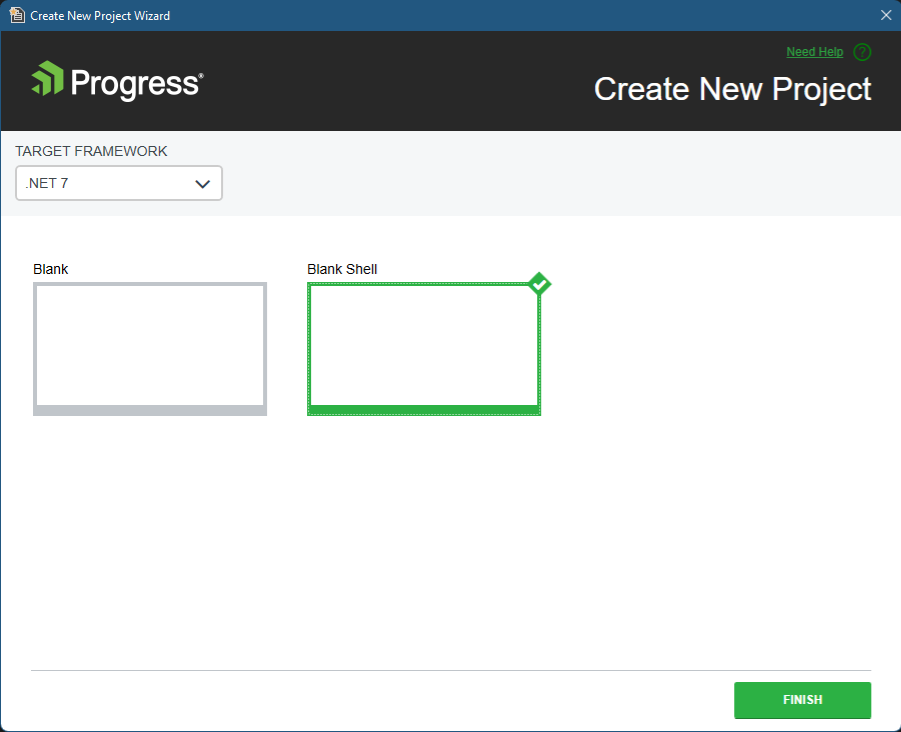 Create New Project Wizard
Need Help ?
Progress®
Create New Project
TARGET FRAMEWORK
.NET 7
Blank
Blank Shell
FINISH